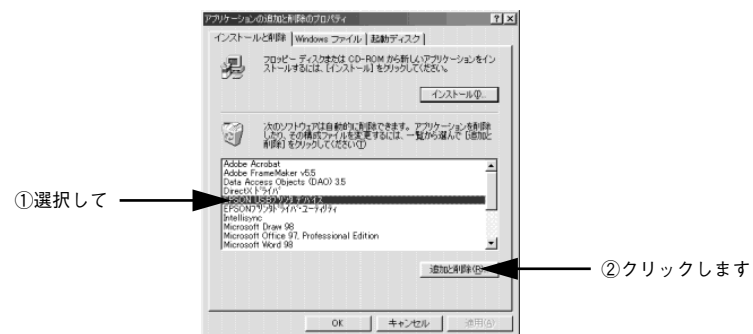 アプリケーションの追加と削除のプロパティ
インストールと削除
Windows ファイル
起動ディスク
フロッピー ディスクまたは CD-ROM から新しいアプリケーションをイン
ストールするには、[インストール] をクリックしてください。
インストール(I)...
次のソフトウェアは自動的に削除できます。アプリケーションを削除
したり、その構成ファイルを変更するには、一覧から選んで [追加と
削除] をクリックしてください(T)
Adobe Acrobat
Adobe FrameMaker v5.5
Data Access Objects (DAO) 3.5
DirectX ドライバ
EPSON USBプリンタデバイス
EPSONプリンタドライバ・ユーティリティ
Intellisync
Microsoft Draw 98
Microsoft Office 97, Professional Edition
Microsoft Word 98
①選択して
追加と削除(R)...
②クリックします
OK
キャンセル
適用(A)